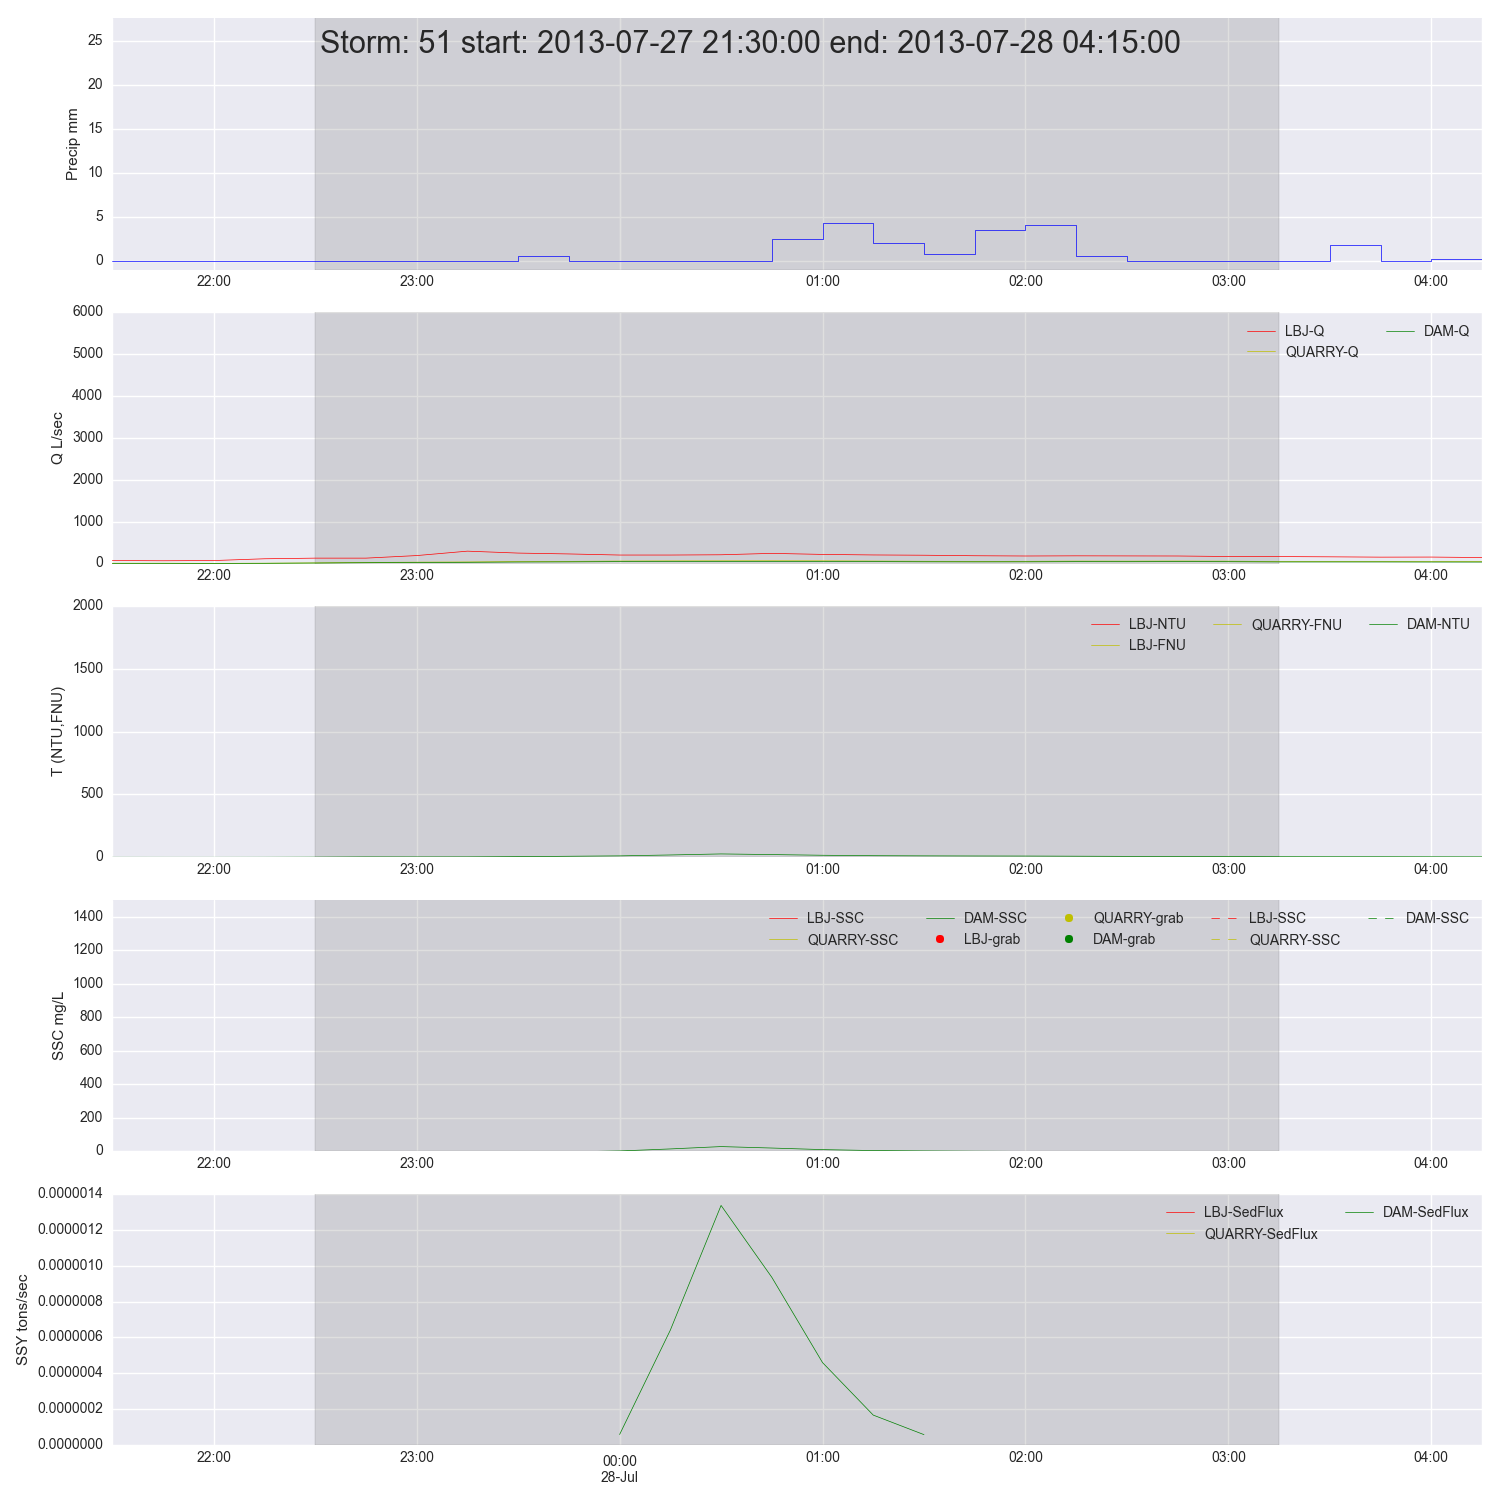 Storm: 51 start: 2013-07-27 21:30:00 end: 2013-07-28 04:15:00
Precip mm
25
20
15
10
5
0
22:00 23:00 01:00 02:00 03:00 04:00
Q L/sec
6000
5000
4000
3000
2000
1000
0
LBJ-Q DAM-Q
QUARRY-Q
22:00 23:00 01:00 02:00 03:00 04:00
T (NTU,FNU)
2000
1500
1000
500
0
LBJ-NTU QUARRY-FNU DAM-NTU
LBJ-FNU
22:00 23:00 01:00 02:00 03:00 04:00
SSC mg/L
1400
1200
1000
800
600
400
200
0
LBJ-SSC DAM-SSC QUARRY-grab LBJ-SSC DAM-SSC
QUARRY-SSC LBJ-grab DAM-grab QUARRY-SSC
22:00 23:00 01:00 02:00 03:00 04:00
SSY tons/sec
0.0000014
0.0000012
0.0000010
0.0000008
0.0000006
0.0000004
0.0000002
0.0000000
LBJ-SedFlux DAM-SedFlux
QUARRY-SedFlux
22:00 23:00 00:00 01:00 02:00 03:00 04:00
28-Jul